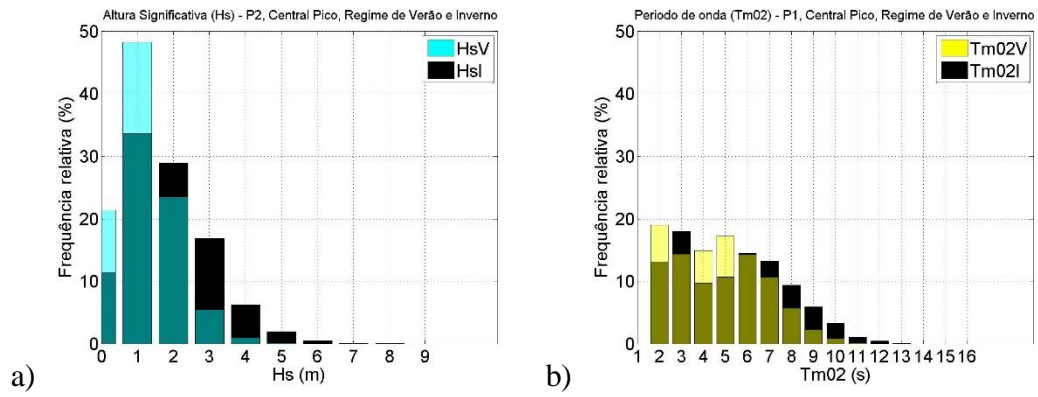 Altura Significativa (Hs) - P2, Central Pico, Regime de Verão e Inverno
50
40
30
20
10
0
Frequência relativa (%)
HsV
HsI
0 1 2 3 4 5 6 7 8 9
Hs (m)
a)
Periodo de onda (Tm02) - P1, Central Pico, Regime de Verão e Inverno
50
40
30
20
10
0
Frequência relativa (%)
Tm02V
Tm02I
1 2 3 4 5 6 7 8 9 10 11 12 13 14 15 16
Tm02 (s)
b)